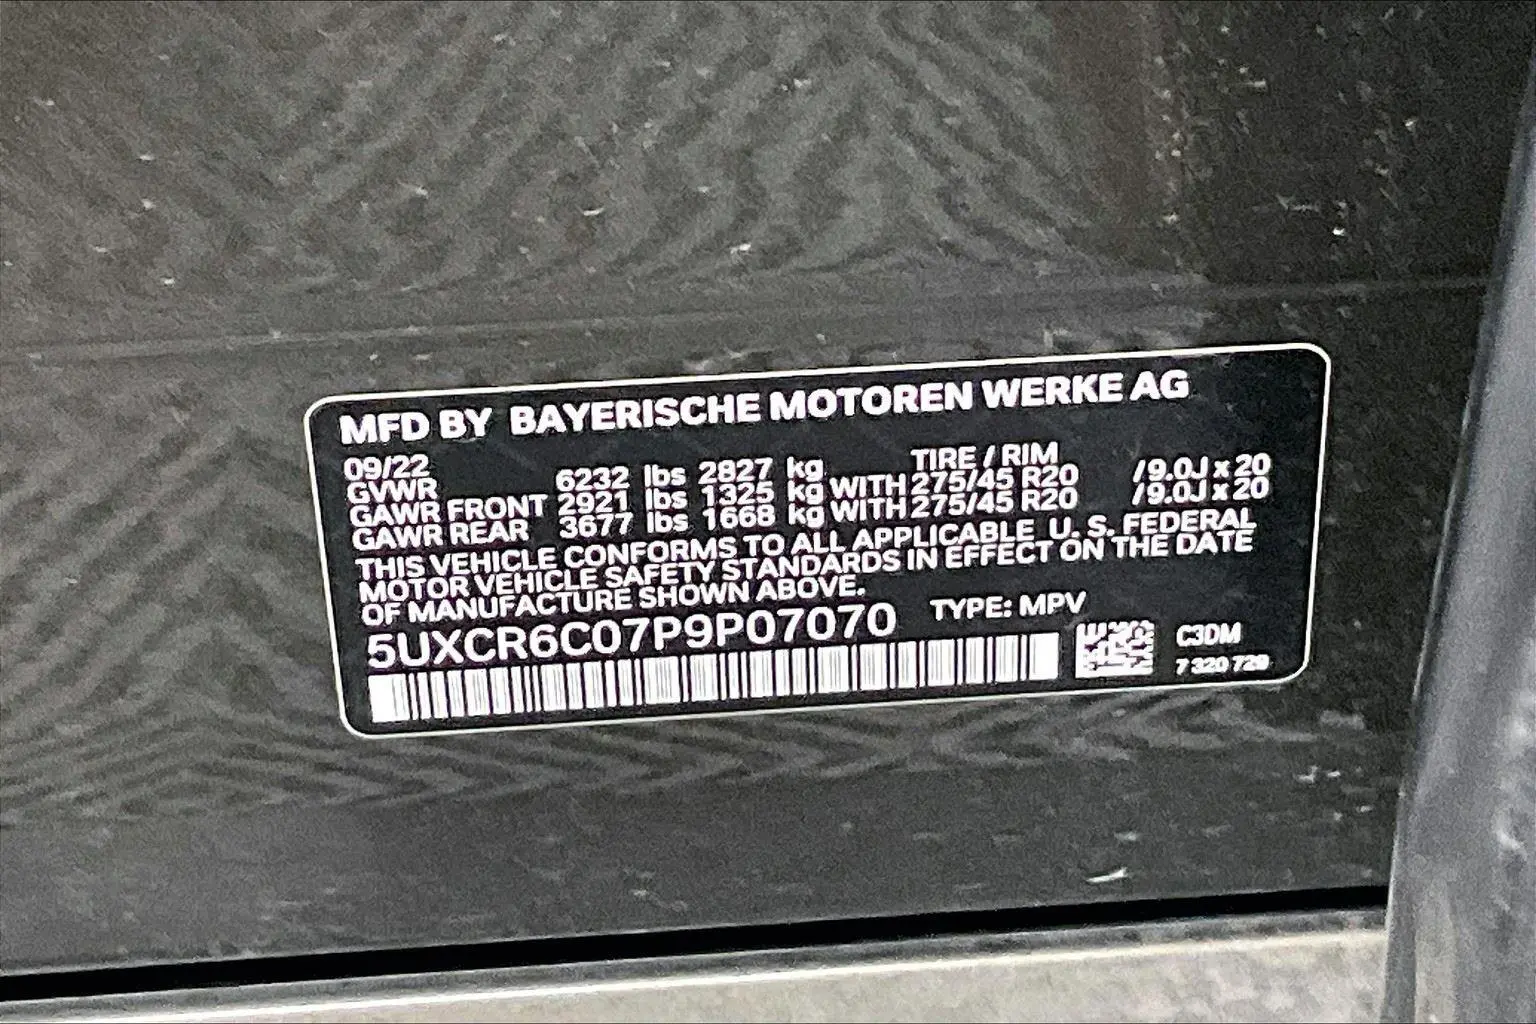 MFD BY BAYERISCHE MOTOREN WERKE AG
09/22 TIRE / RIM
GVWR 6232 lbs 2827 kg
GAWR FRONT 2921 lbs 1325 kg WITH 275/45 R20 /9.0J x 20
GAWR REAR 3677 lbs 1668 kg WITH 275/45 R20 /9.0J x 20
THIS VEHICLE CONFORMS TO ALL APPLICABLE U. S. FEDERAL
MOTOR VEHICLE SAFETY STANDARDS IN EFFECT ON THE DATE
OF MANUFACTURE SHOWN ABOVE.
5UXCR6C07P9P07070 TYPE: MPV
C3DM
7 320 729